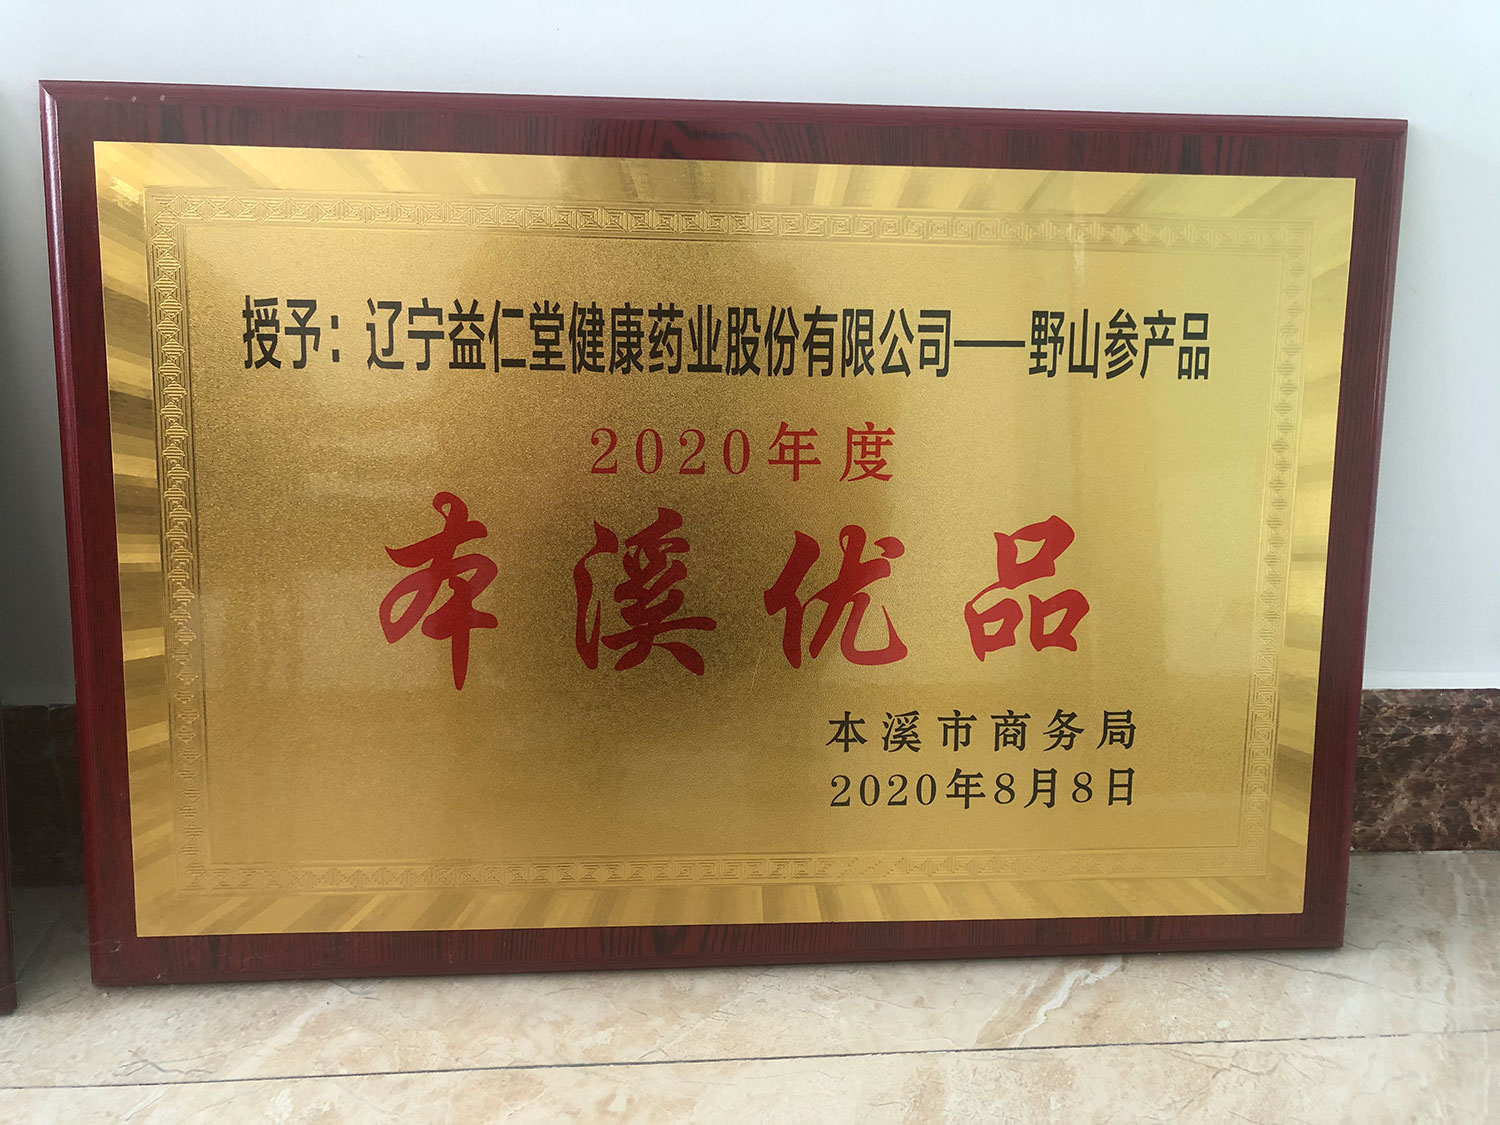 授予：辽宁益仁堂健康药业股份有限公司——野山参产品
2020年度
本溪优品
本溪市商务局
2020年8月8日